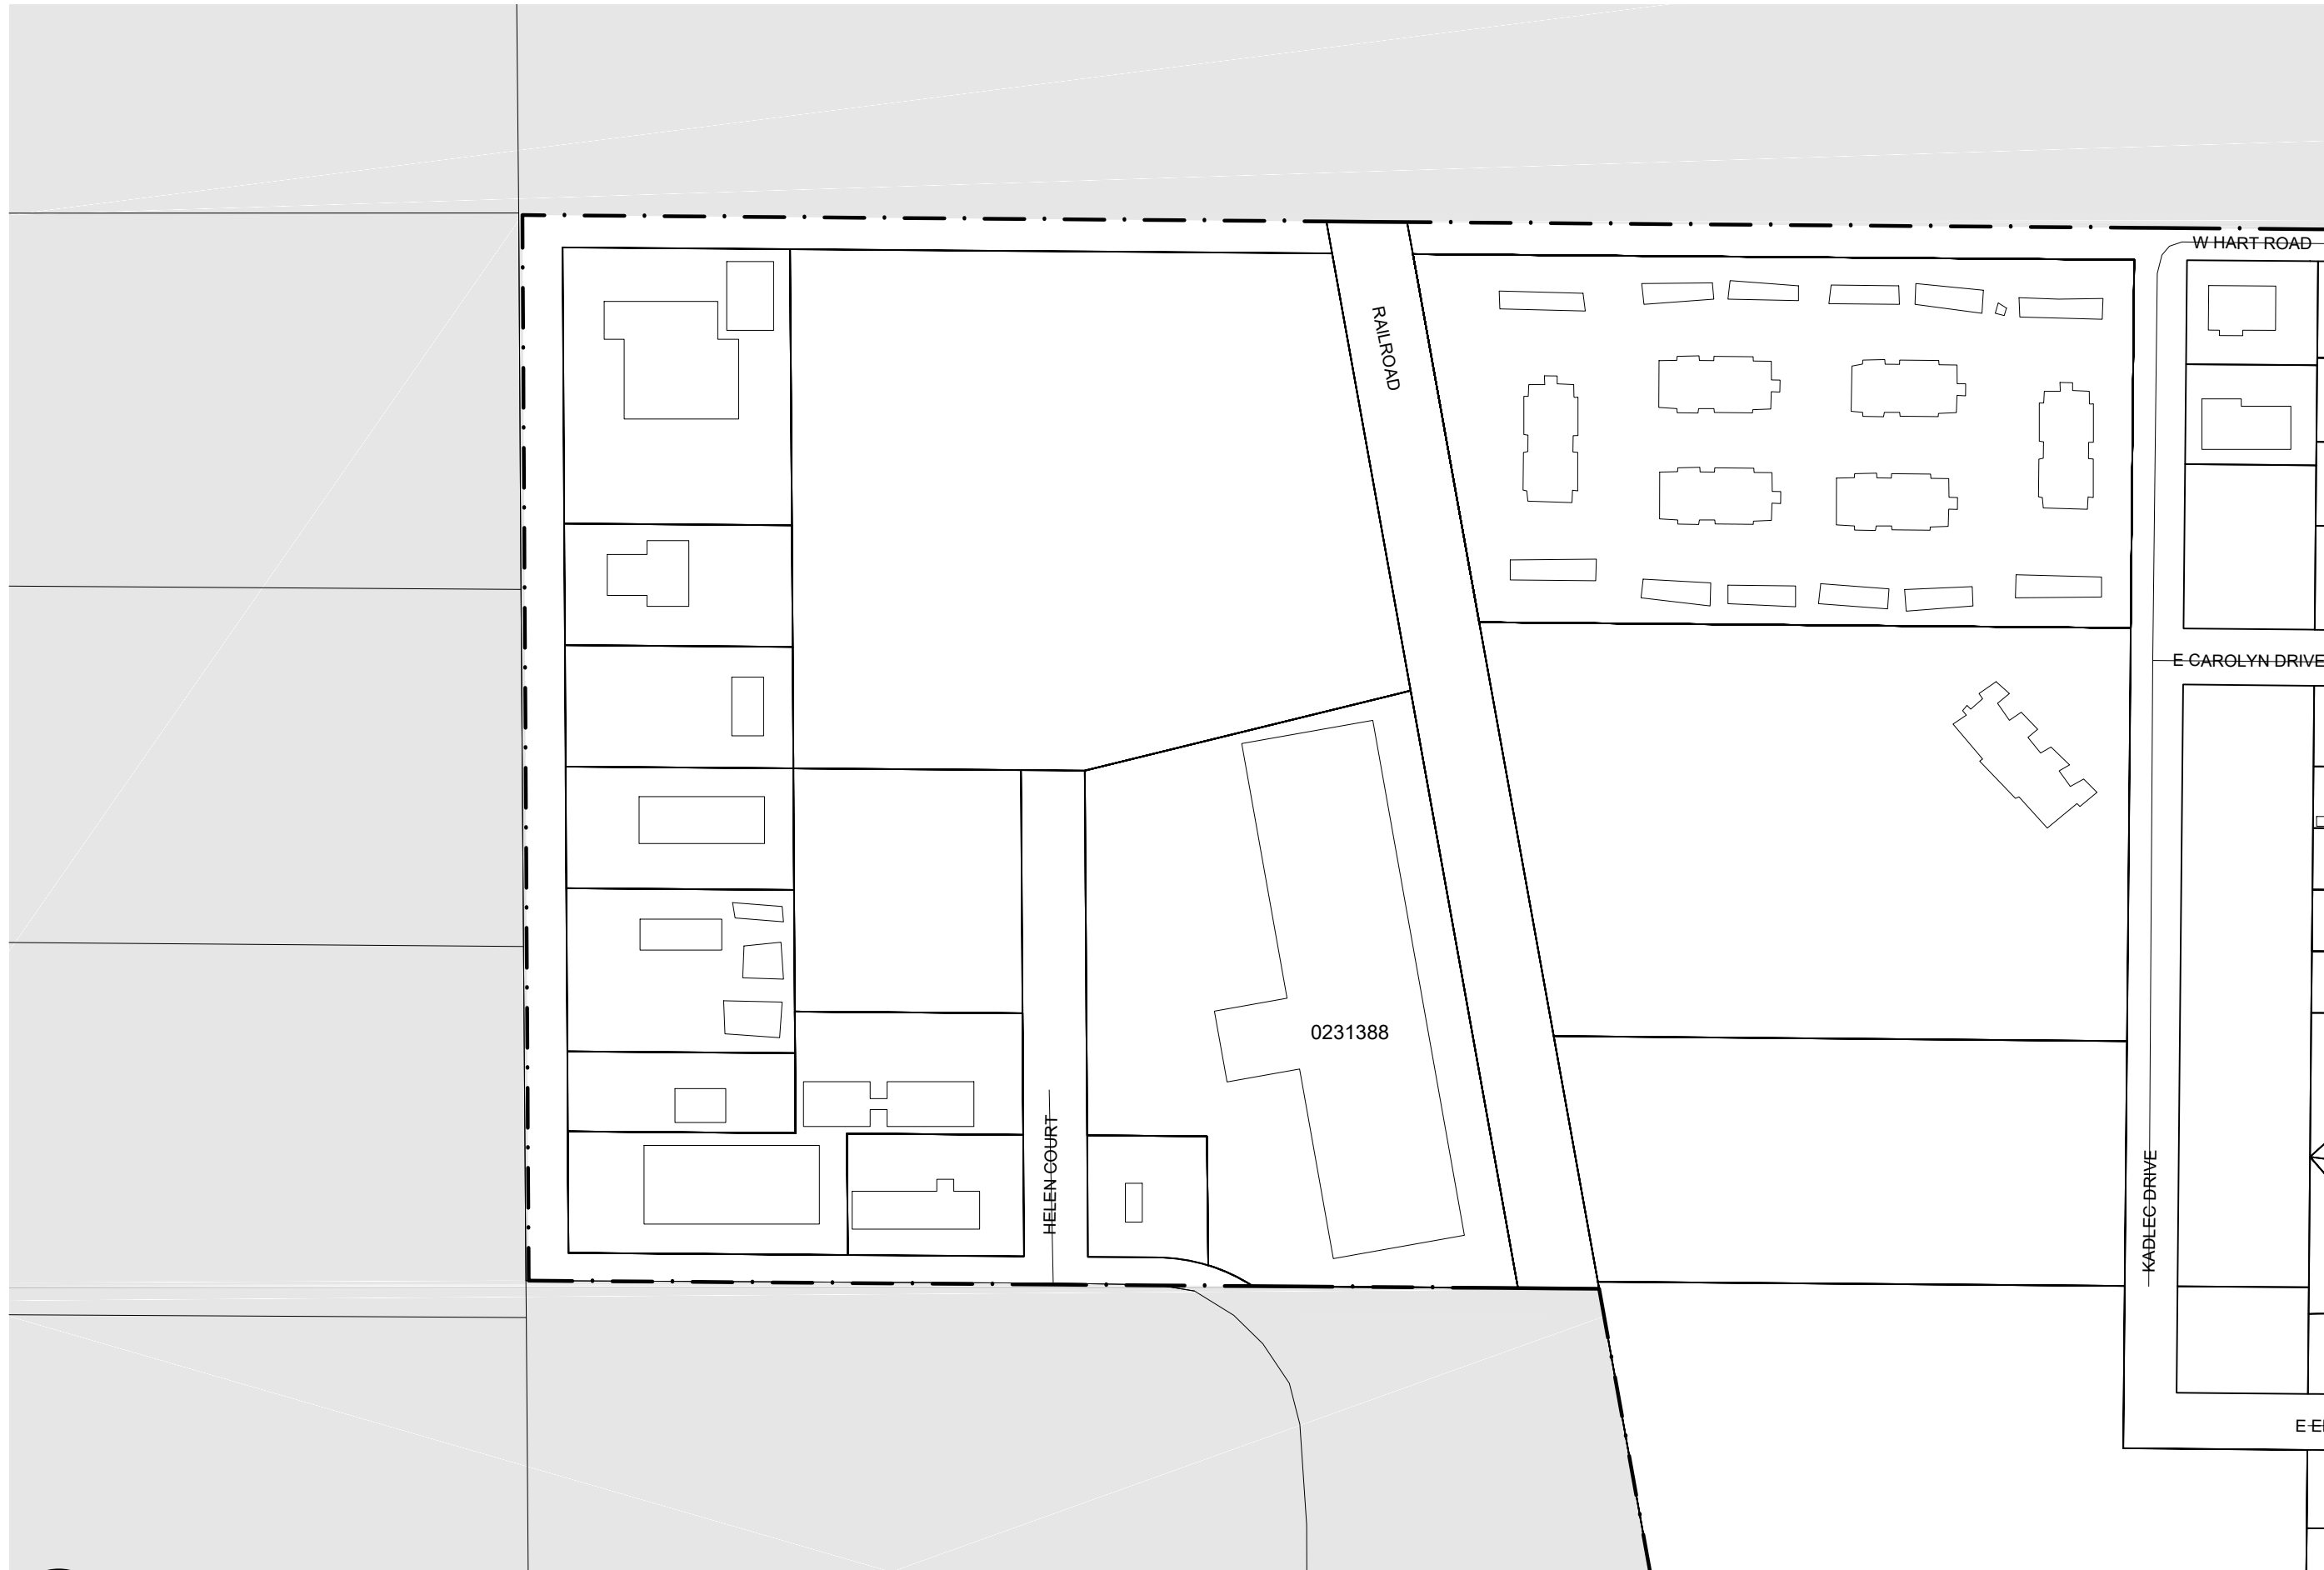 W HART ROAD
RAILROAD
E CAROLYN DRIVE
0231388
HELEN COURT
KADLEC DRIVE